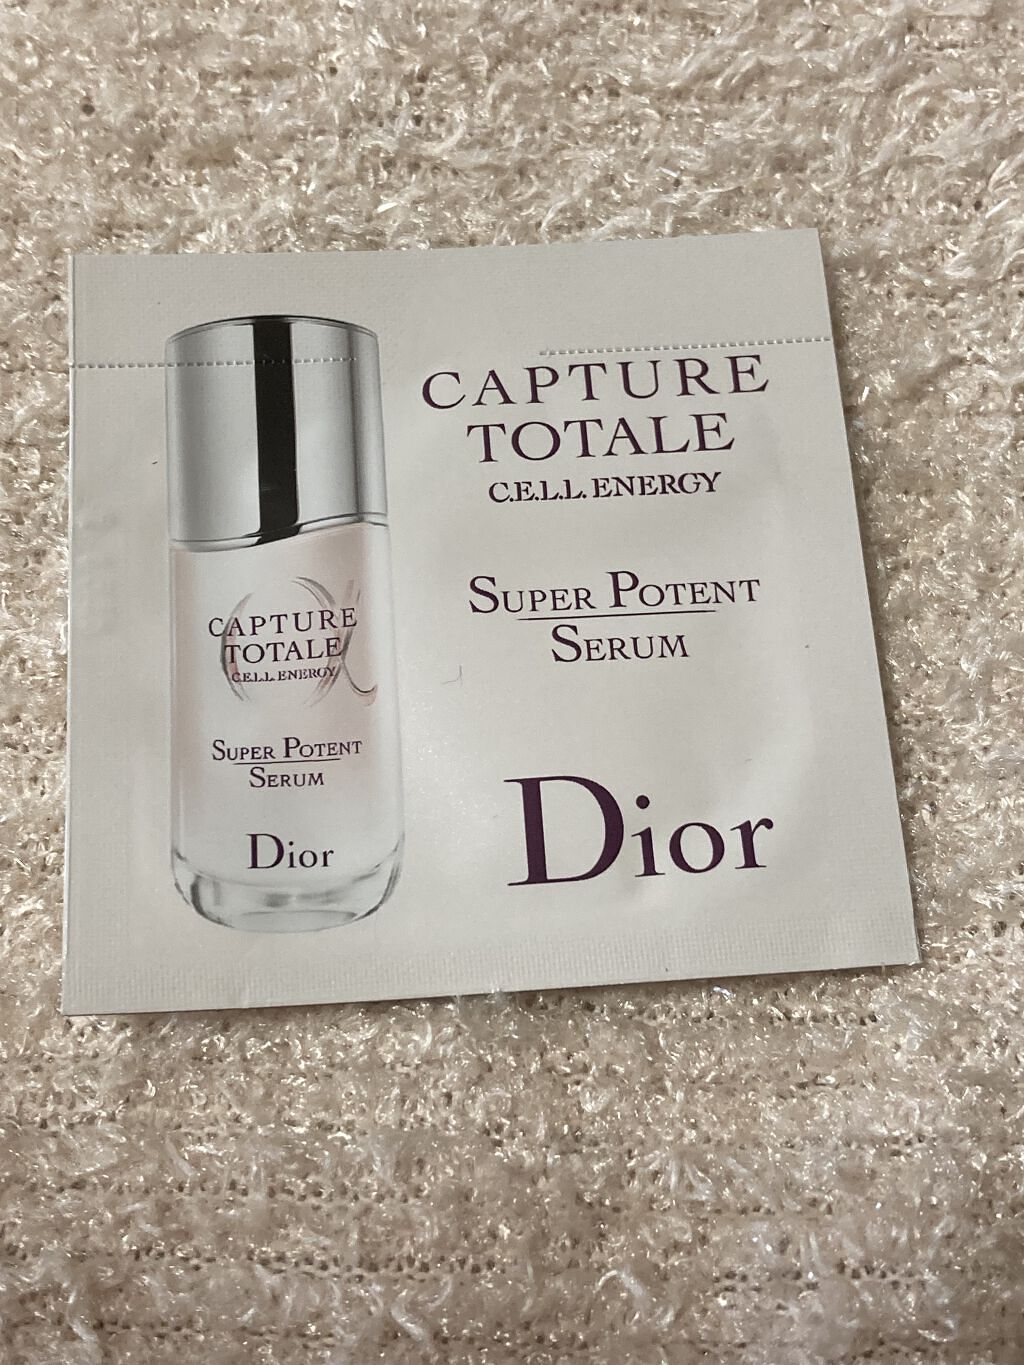 CAPTURE
TOTALE
C.E.L.L. ENERGY
SUPER POTENT
SERUM
Dior
CAPTURE
TOTALE
C.E.L.L. ENERGY
SUPER POTENT
SERUM
Dior